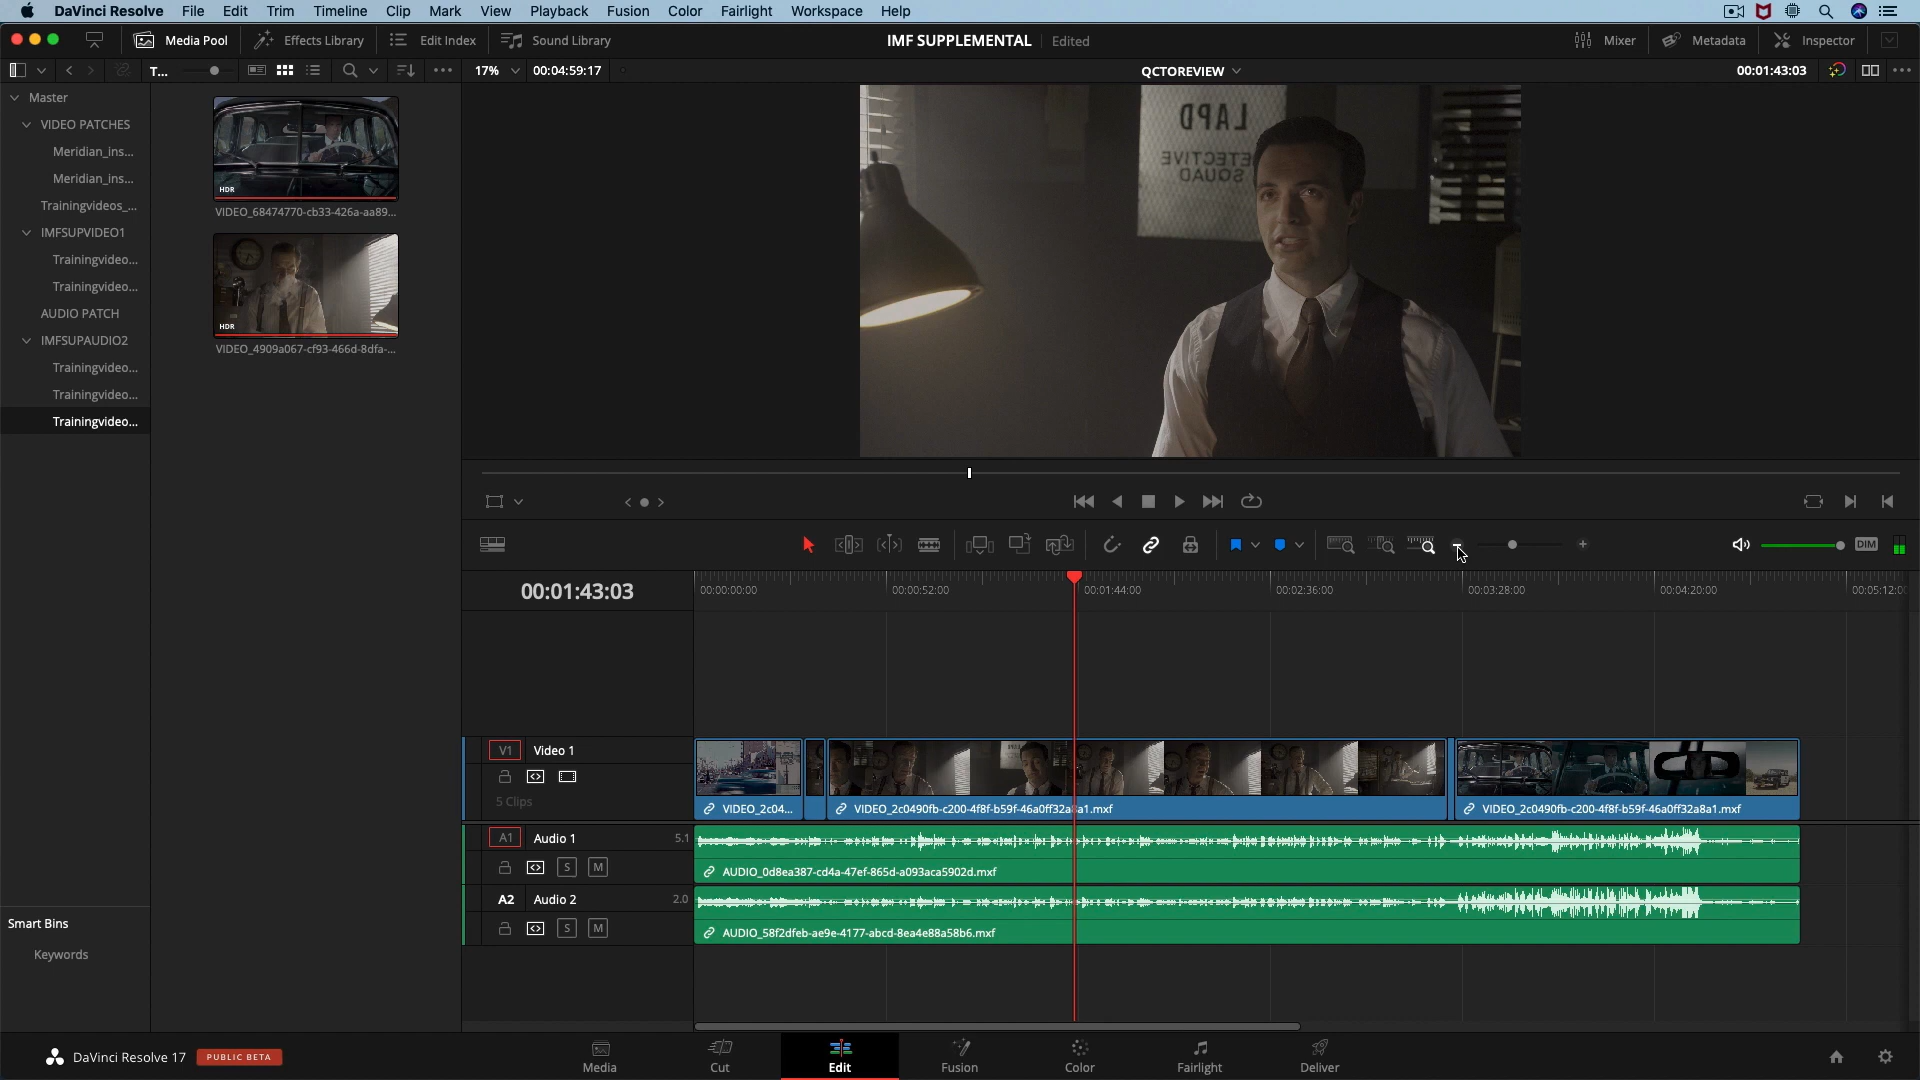 DaVinci Resolve File Edit Trim Timeline Clip Mark View Playback Fusion Color Fairlight Workspace Help
Media Pool Effects Library Edit Index Sound Library IMF SUPPLEMENTAL Edited Mixer Metadata Inspector
T... 17% 00:04:59:17 QCTOREVIEW 00:01:43:03
Master
VIDEO PATCHES
Meridian_ins...
Meridian_ins...
Trainingvideos_...
IMFSUPVIDEO1
Trainingvideo...
Trainingvideo...
AUDIO PATCH
IMFSUPAUDIO2
Trainingvideo...
Trainingvideo...
Trainingvideo...
HDR
VIDEO_68474770-cb33-426a-aa89...
HDR
VIDEO_4909a067-cf93-466d-8dfa-...
LAPD
DETECTIVE
SQUAD
DIM
00:01:43:03
00:00:00:00 00:00:52:00 00:01:44:00 00:02:36:00 00:03:28:00 00:04:20:00 00:05:12:0
V1 Video 1
5 Clips
VIDEO_2c04... VIDEO_2c0490fb-c200-4f8f-b59f-46a0ff32a8a1.mxf VIDEO_2c0490fb-c200-4f8f-b59f-46a0ff32a8a1.mxf
A1 Audio 1 5.1
S M
AUDIO_0d8ea387-cd4a-47ef-865d-a093aca5902d.mxf
A2 Audio 2 2.0
S M
AUDIO_58f2dfeb-ae9e-4177-abcd-8ea4e88a58b6.mxf
Smart Bins
Keywords
DaVinci Resolve 17 PUBLIC BETA
Media Cut Edit Fusion Color Fairlight Deliver